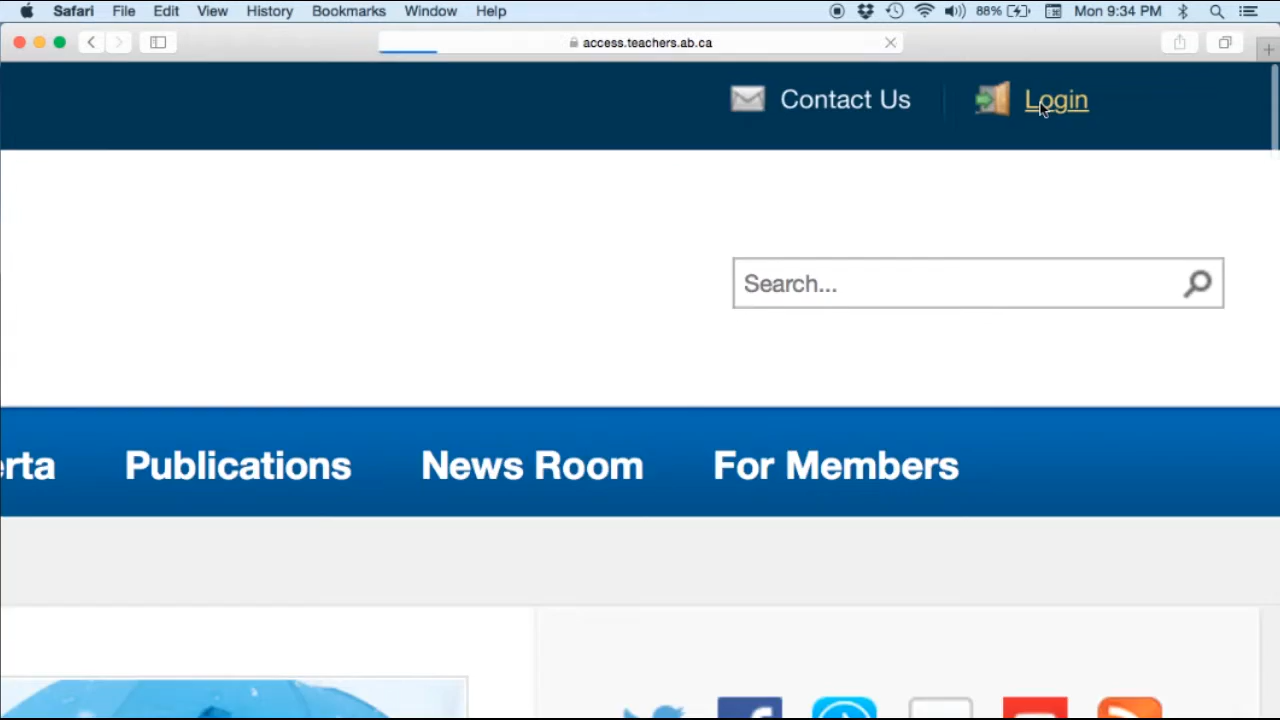 Safari File Edit View History Bookmarks Window Help 88% Mon 9:34 PM
access.teachers.ab.ca
Contact Us Login
Search...
erta Publications News Room For Members